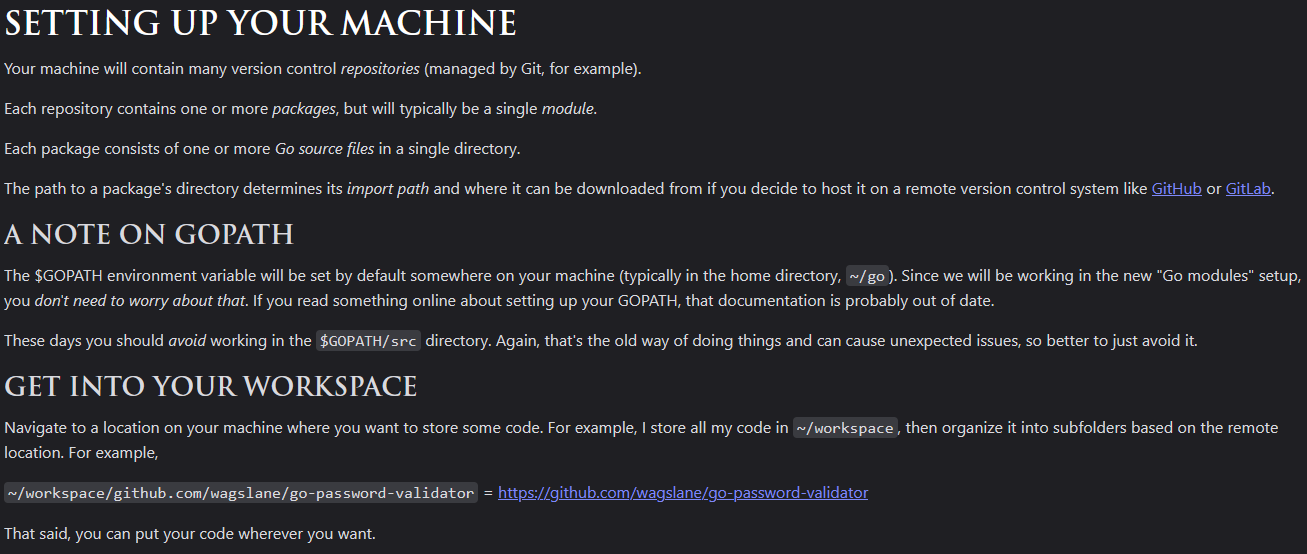 SETTING UP YOUR MACHINE
Your machine will contain many version control repositories (managed by Git, for example).
Each repository contains one or more packages, but will typically be a single module.
Each package consists of one or more Go source files in a single directory.
The path to a package's directory determines its import path and where it can be downloaded from if you decide to host it on a remote version control system like GitHub or GitLab.
A NOTE ON GOPATH
The $GOPATH environment variable will be set by default somewhere on your machine (typically in the home directory, ~/go). Since we will be working in the new "Go modules" setup,
you don't need to worry about that. If you read something online about setting up your GOPATH, that documentation is probably out of date.
These days you should avoid working in the $GOPATH/src directory. Again, that's the old way of doing things and can cause unexpected issues, so better to just avoid it.
GET INTO YOUR WORKSPACE
Navigate to a location on your machine where you want to store some code. For example, I store all my code in ~/workspace, then organize it into subfolders based on the remote
location. For example,
~/workspace/github.com/wagslane/go-password-validator = https://github.com/wagslane/go-password-validator
That said, you can put your code wherever you want.